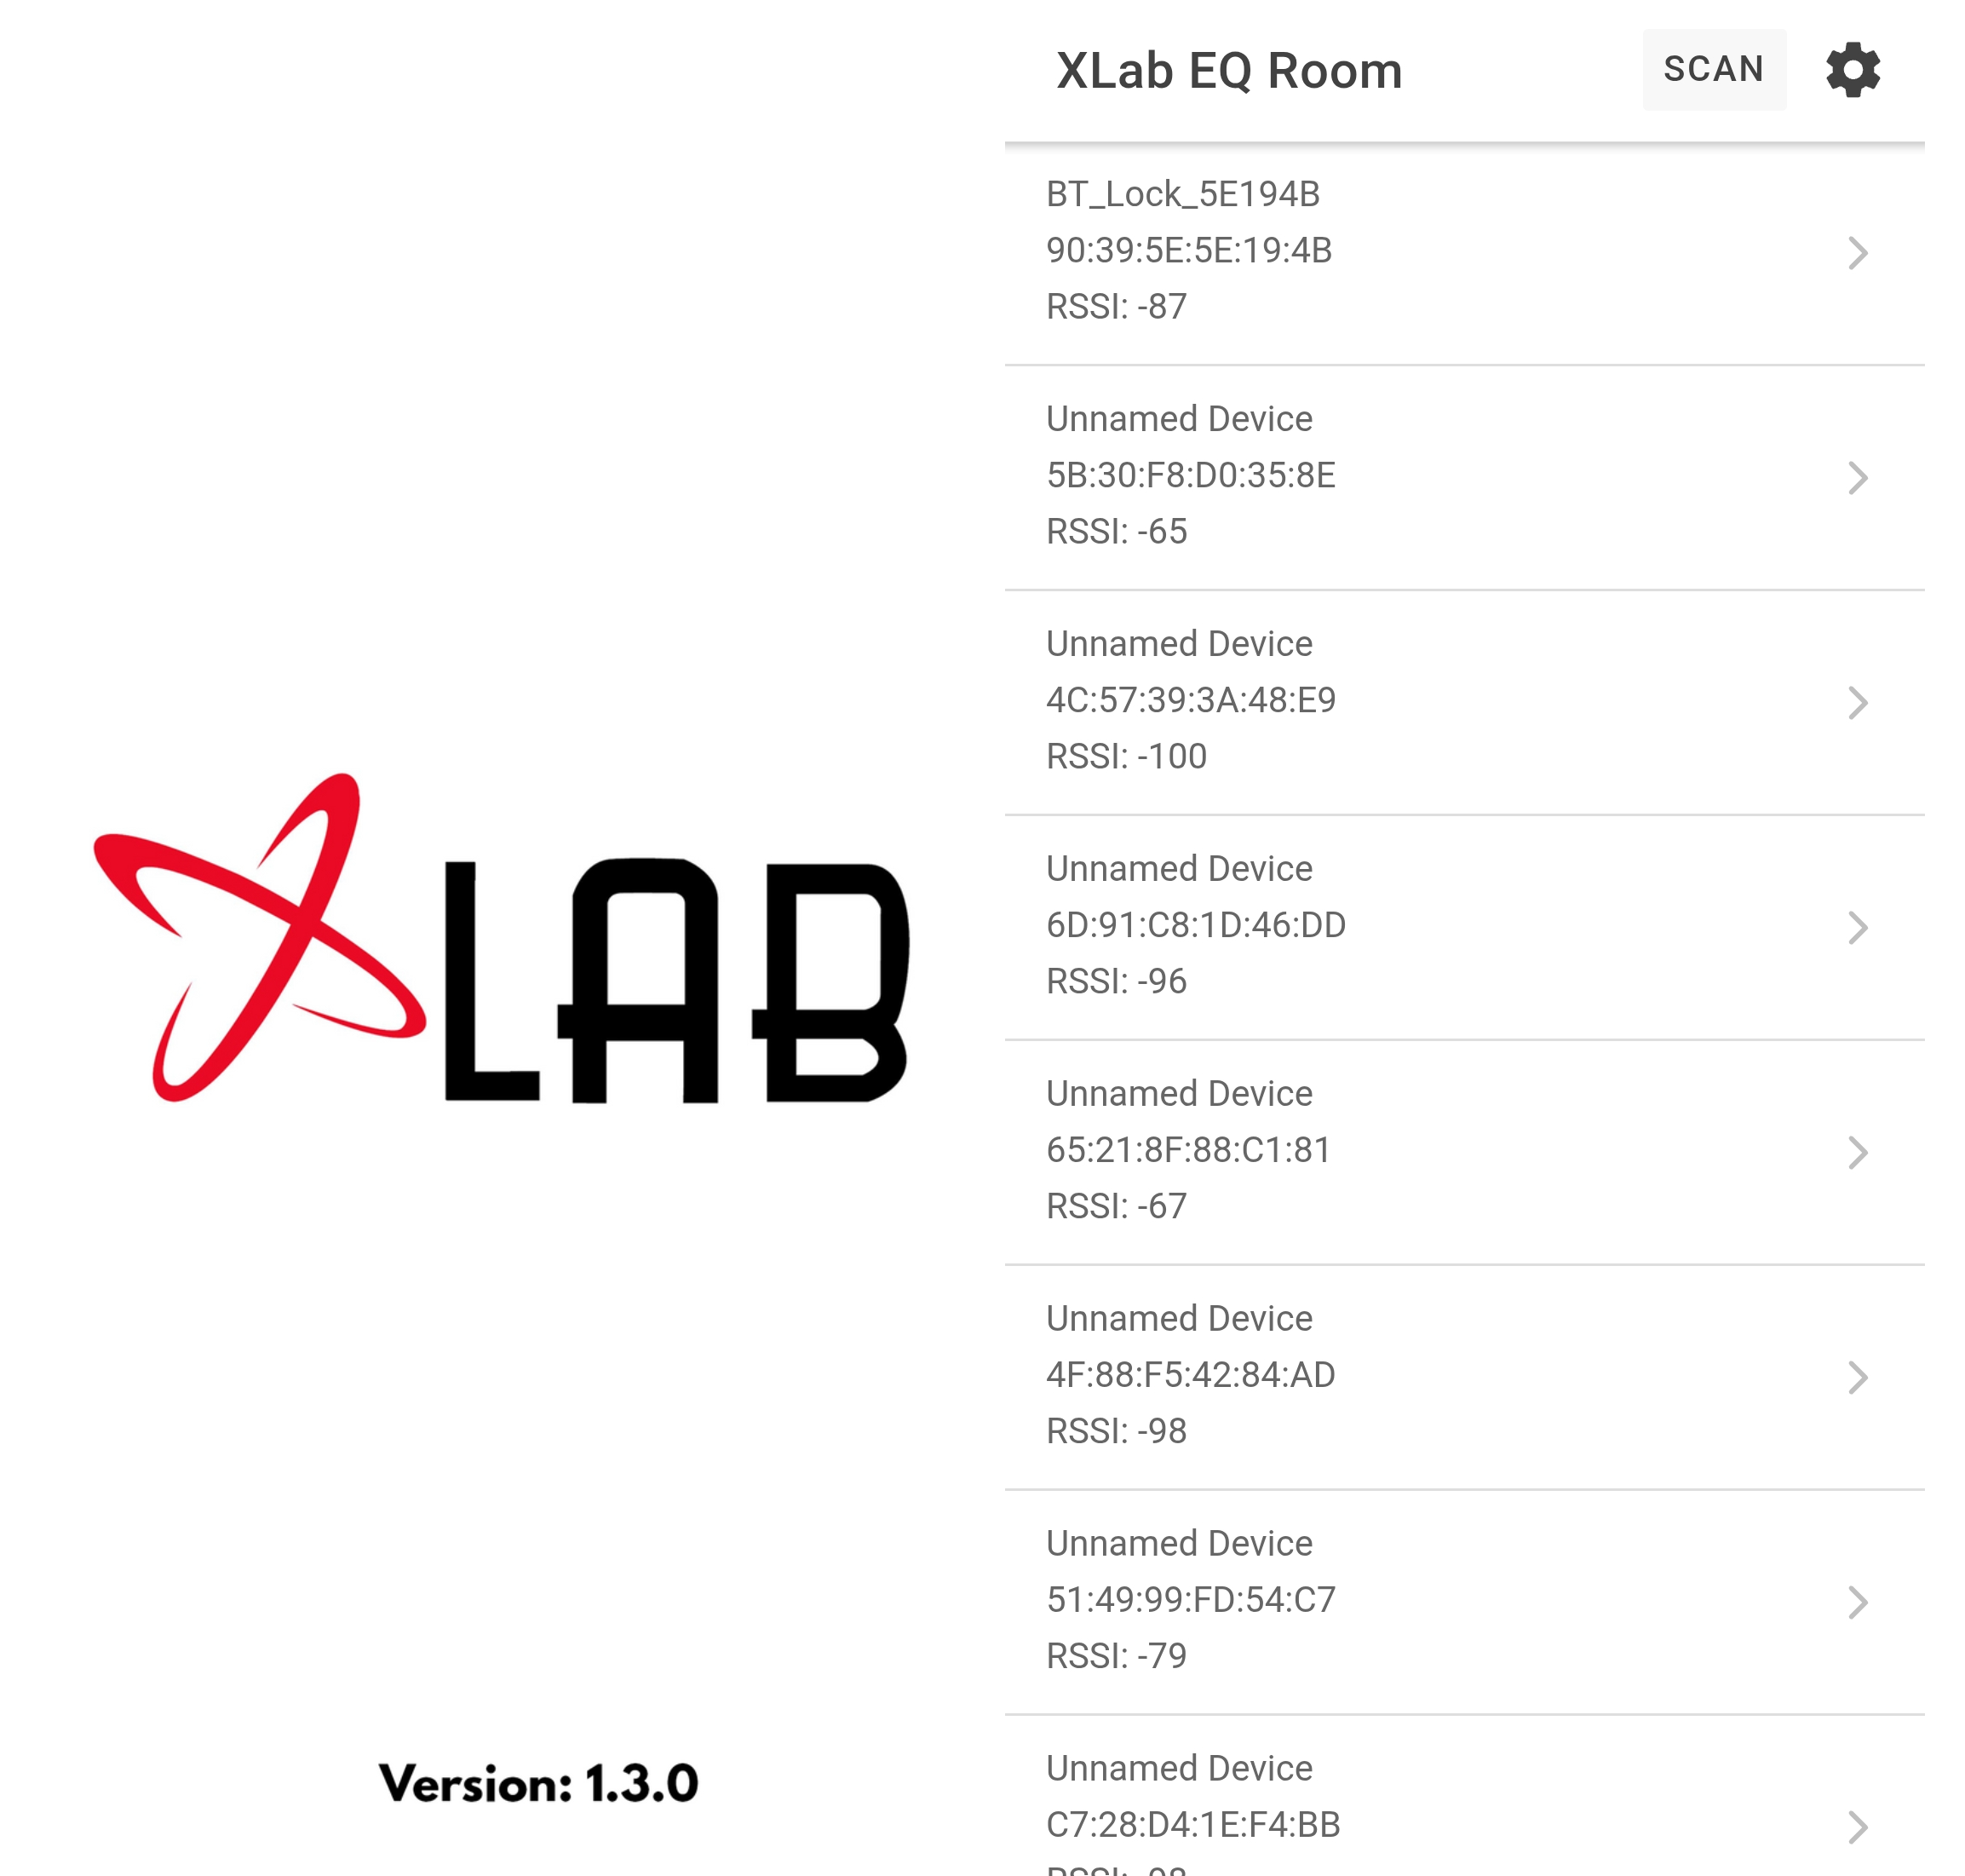 XLAB
Version: 1.3.0
XLab EQ Room
SCAN
BT_Lock_5E194B
90:39:5E:5E:19:4B
RSSI: -87
Unnamed Device
5B:30:F8:D0:35:8E
RSSI: -65
Unnamed Device
4C:57:39:3A:48:E9
RSSI: -100
Unnamed Device
6D:91:C8:1D:46:DD
RSSI: -96
Unnamed Device
65:21:8F:88:C1:81
RSSI: -67
Unnamed Device
4F:88:F5:42:84:AD
RSSI: -98
Unnamed Device
51:49:99:FD:54:C7
RSSI: -79
Unnamed Device
C7:28:D4:1E:F4:BB